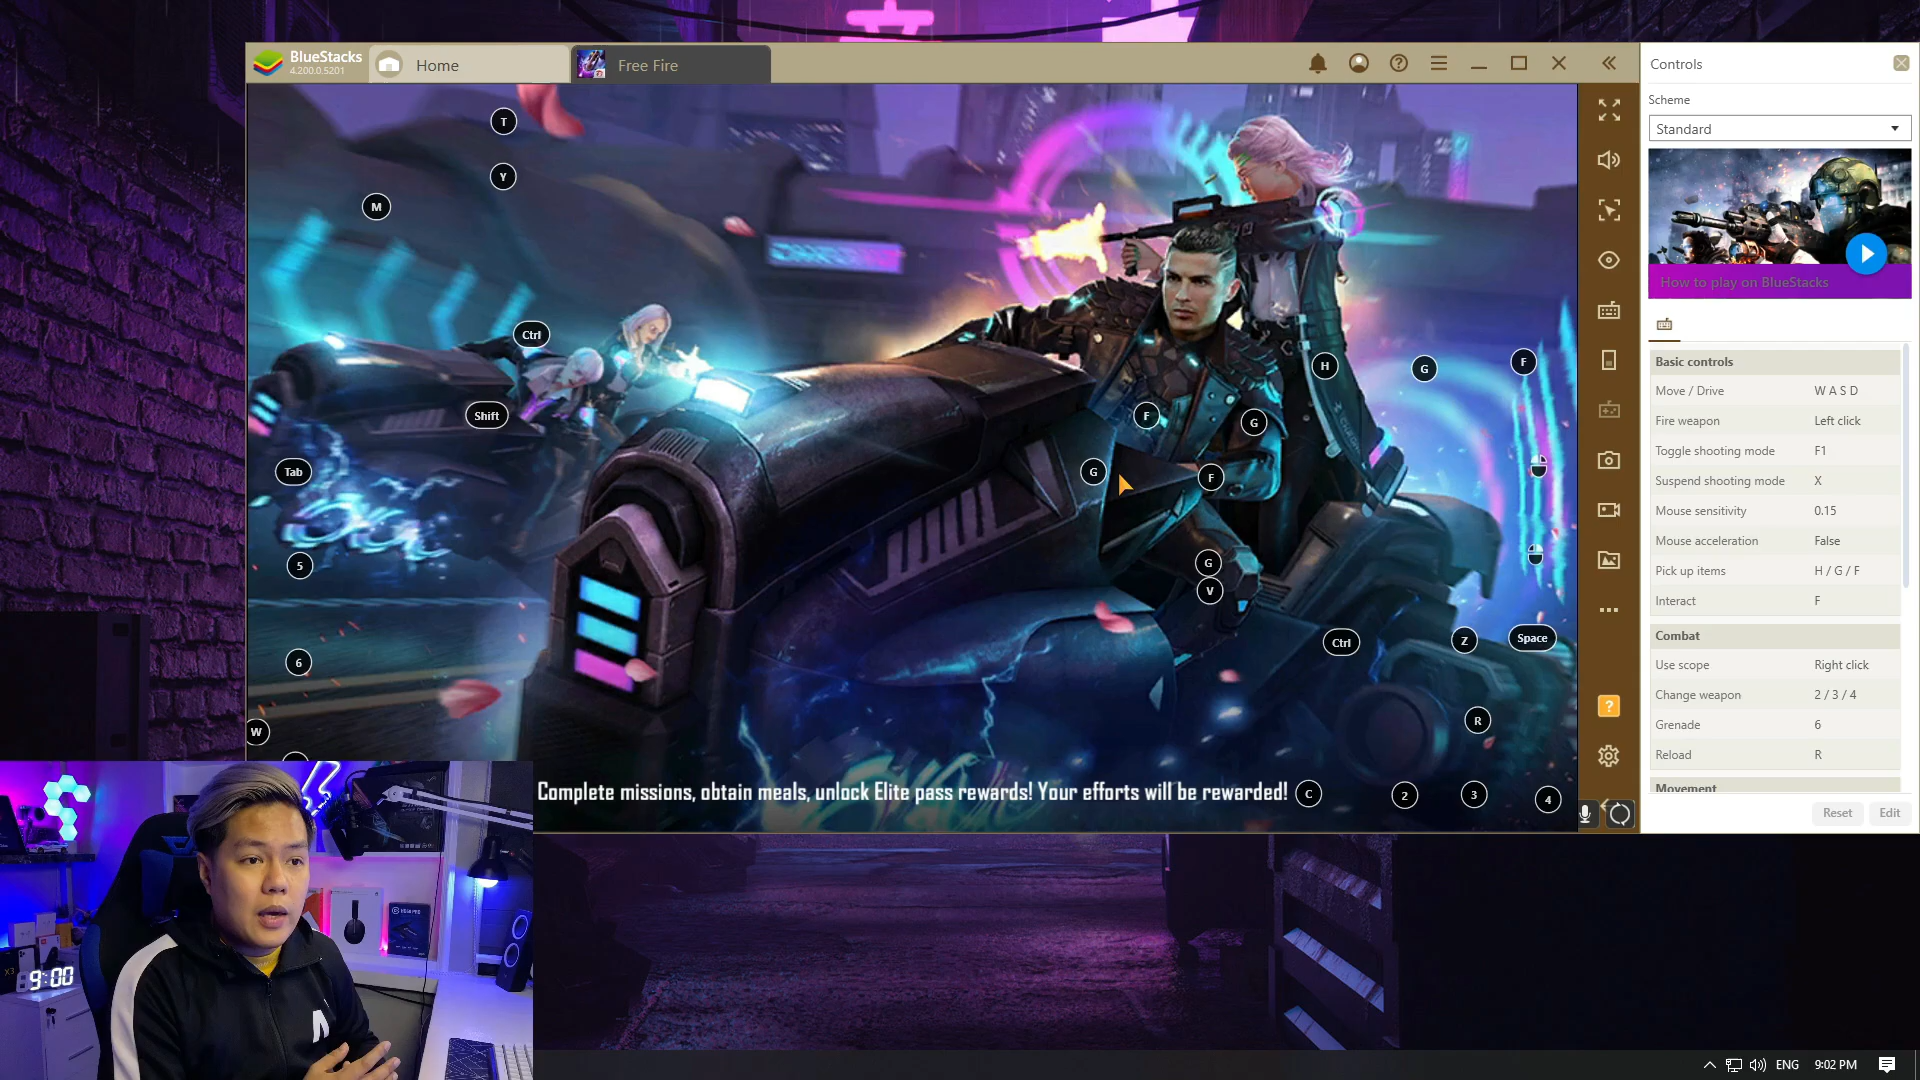 BlueStacks
4.200.0.5201
Home
Free Fire
Controls
Scheme
Standard
How to play on BlueStacks
Basic controls
Move / Drive W A S D
Fire weapon Left click
Toggle shooting mode F1
Suspend shooting mode X
Mouse sensitivity 0.15
Mouse acceleration False
Pick up items H / G / F
Interact F
Combat
Use scope Right click
Change weapon 2 / 3 / 4
Grenade 6
Reload R
Movement
Reset Edit
T
Y
M
Ctrl
H G F
Shift F G
Tab G F
5 G
V
6 Ctrl Z Space
W R
Complete missions, obtain meals, unlock Elite pass rewards! Your efforts will be rewarded! C 2 3 4
?
9:00
X3
ENG 9:02 PM